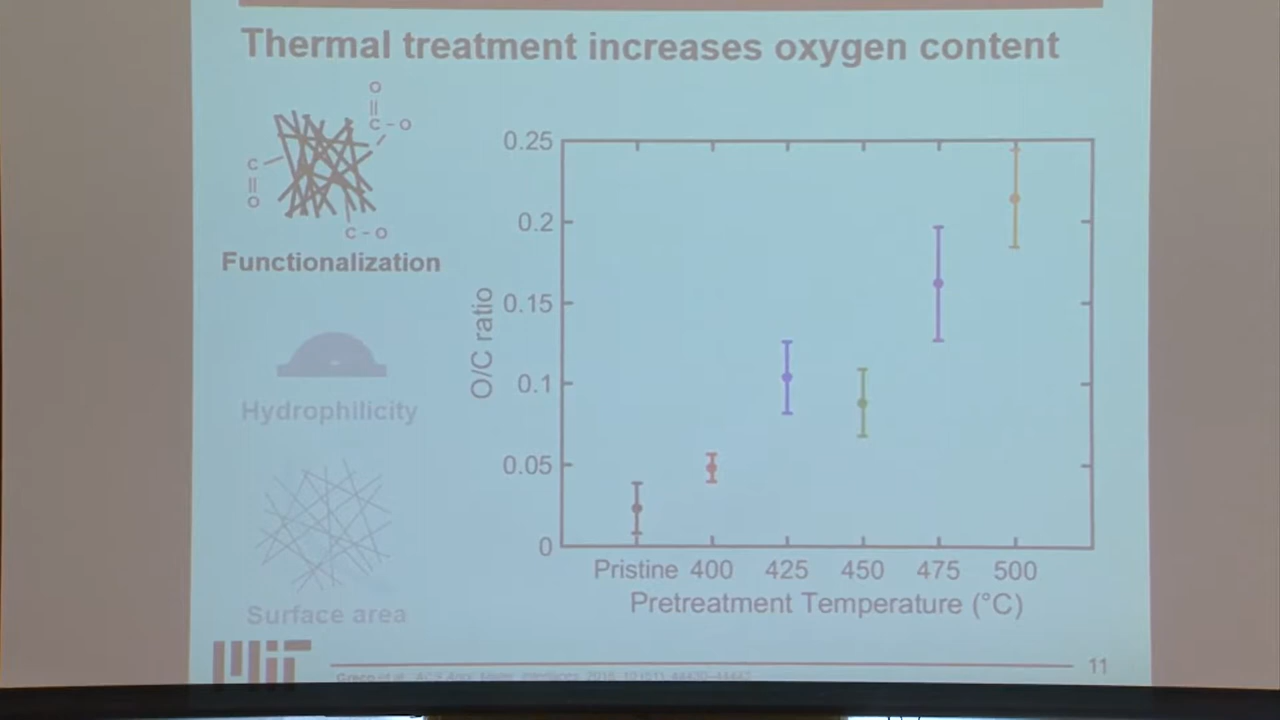 Thermal treatment increases oxygen content
O
||
C - O
C
||
O
C - O
Functionalization
Hydrophilicity
Surface area
O/C ratio
0.25
0.2
0.15
0.1
0.05
0
Pristine 400 425 450 475 500
Pretreatment Temperature (°C)
MIT
11